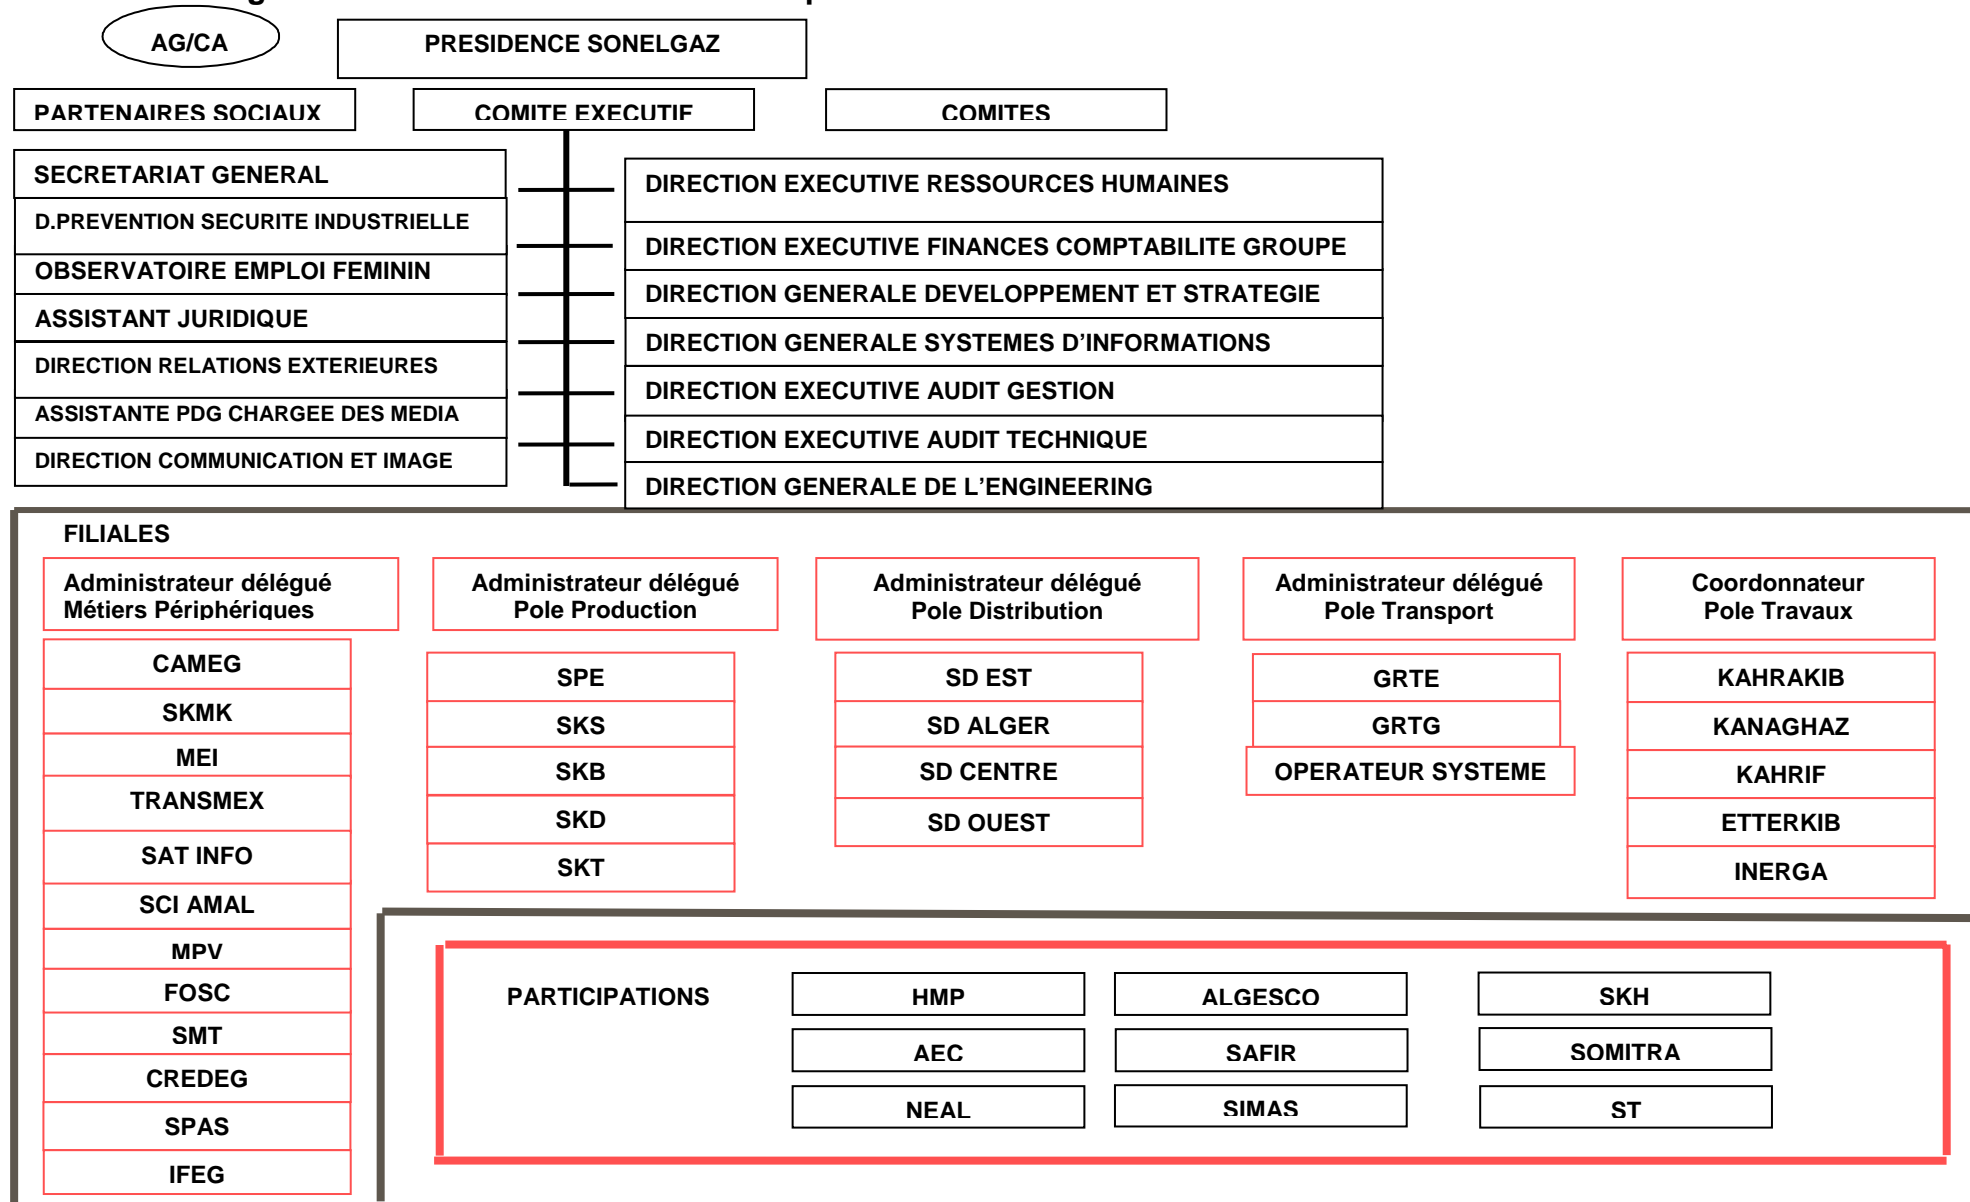 AG/CA
PRESIDENCE SONELGAZ
PARTENAIRES SOCIAUX
COMITE EXECUTIF
COMITES
SECRETARIAT GENERAL
D.PREVENTION SECURITE INDUSTRIELLE
OBSERVATOIRE EMPLOI FEMININ
ASSISTANT JURIDIQUE
DIRECTION RELATIONS EXTERIEURES
ASSISTANTE PDG CHARGEE DES MEDIA
DIRECTION COMMUNICATION ET IMAGE
DIRECTION EXECUTIVE RESSOURCES HUMAINES
DIRECTION EXECUTIVE FINANCES COMPTABILITE GROUPE
DIRECTION GENERALE DEVELOPPEMENT ET STRATEGIE
DIRECTION GENERALE SYSTEMES D’INFORMATIONS
DIRECTION EXECUTIVE AUDIT GESTION
DIRECTION EXECUTIVE AUDIT TECHNIQUE
DIRECTION GENERALE DE L’ENGINEERING
FILIALES
Administrateur délégué
Métiers Périphériques
CAMEG
SKMK
MEI
TRANSMEX
SAT INFO
SCI AMAL
MPV
FOSC
SMT
CREDEG
SPAS
IFEG
Administrateur délégué
Pole Production
SPE
SKS
SKB
SKD
SKT
Administrateur délégué
Pole Distribution
SD EST
SD ALGER
SD CENTRE
SD OUEST
Administrateur délégué
Pole Transport
GRTE
GRTG
OPERATEUR SYSTEME
Coordonnateur
Pole Travaux
KAHRAKIB
KANAGHAZ
KAHRIF
ETTERKIB
INERGA
PARTICIPATIONS
HMP
ALGESCO
SKH
AEC
SAFIR
SOMITRA
NEAL
SIMAS
ST